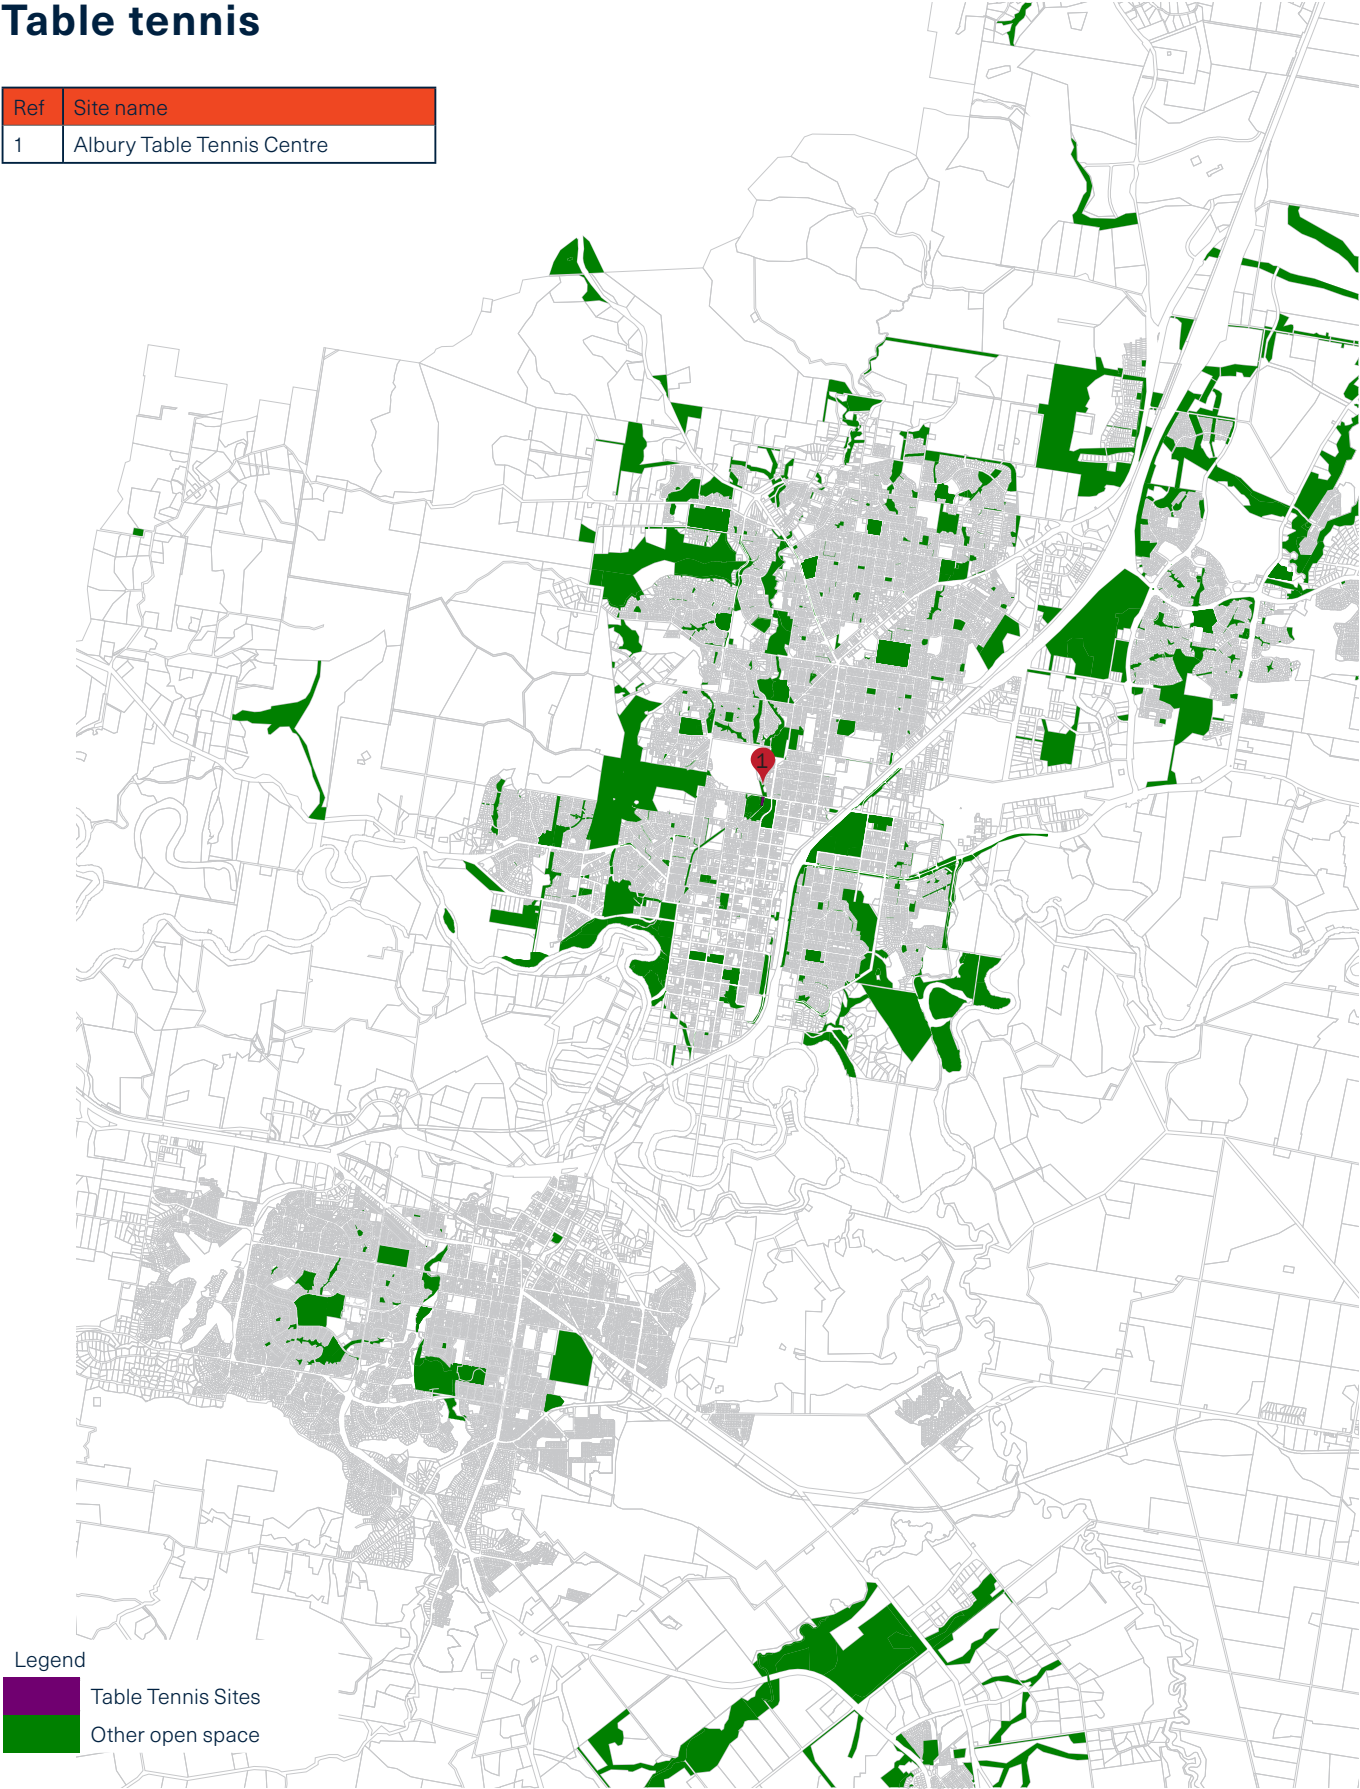 Table tennis
Ref Site name
1 Albury Table Tennis Centre
1
Legend
Table Tennis Sites
Other open space